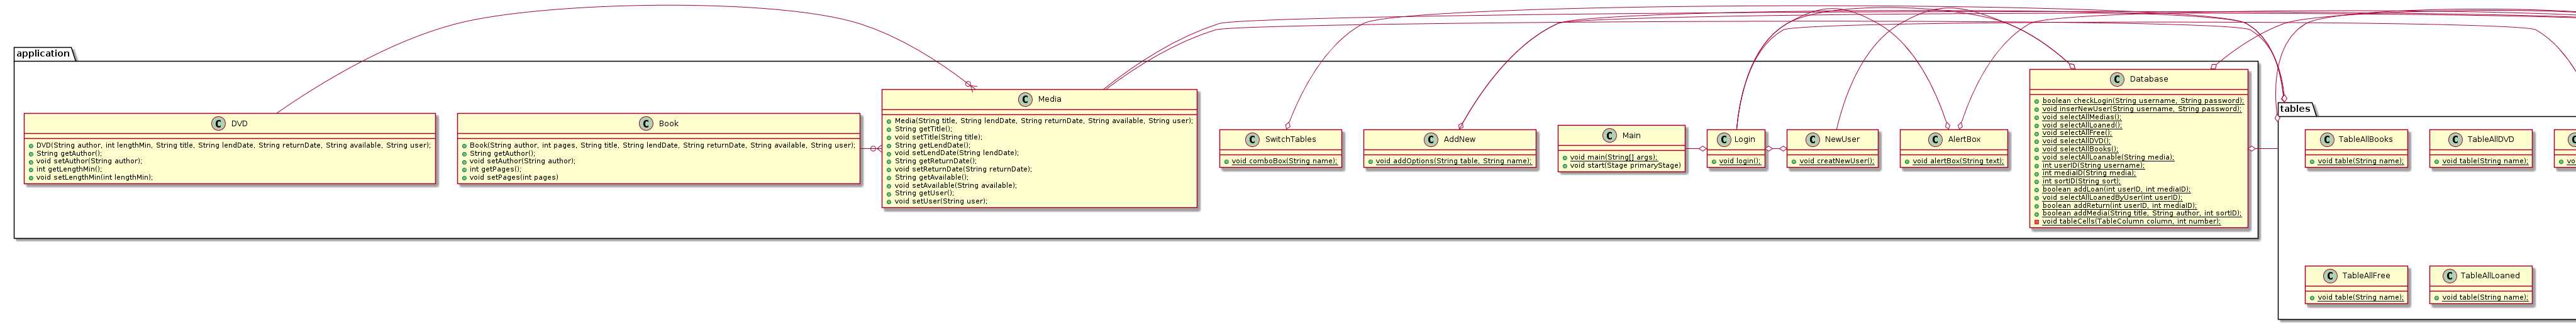 application
C DVD
DVD(String author, int lengthMin, String title, String lendDate, String returnDate, String available, String user);
String getAuthor();
void setAuthor(String author);
int getLengthMin();
void setLengthMin(int lengthMin);
C Book
Book(String author, int pages, String title, String lendDate, String returnDate, String available, String user);
String getAuthor();
void setAuthor(String author);
int getPages();
void setPages(int pages)
C Media
Media(String title, String lendDate, String returnDate, String available, String user);
String getTitle();
void setTitle(String title);
String getLendDate();
void setLendDate(String lendDate);
String getReturnDate();
void setReturnDate(String returnDate);
String getAvailable();
void setAvailable(String available);
String getUser();
void setUser(String user);
C SwitchTables
void comboBox(String name);
C AddNew
void addOptions(String table, String name);
C Main
void main(String[] args);
void start(Stage primaryStage)
C Login
void login();
C NewUser
void creatNewUser();
C AlertBox
void alertBox(String text);
C Database
boolean checkLogin(String username, String password);
void inserNewUser(String username, String password);
void selectAllMedias();
void selectAllLoaned();
void selectAllFree();
void selectAllDVD();
void selectAllBooks();
void selectAllLoanable(String media);
int userID(String username);
int mediaID(String media);
int sortID(String sort);
boolean addLoan(int userID, int mediaID);
void selectAllLoanedByUser(int userID);
boolean addReturn(int userID, int mediaID);
boolean addMedia(String title, String author, int sortID);
void tableCells(TableColumn column, int number);
tables
C TableAllBooks
void table(String name);
C TableAllDVD
void table(String name);
C TableAllFree
void table(String name);
C TableAllLoaned
void table(String name);